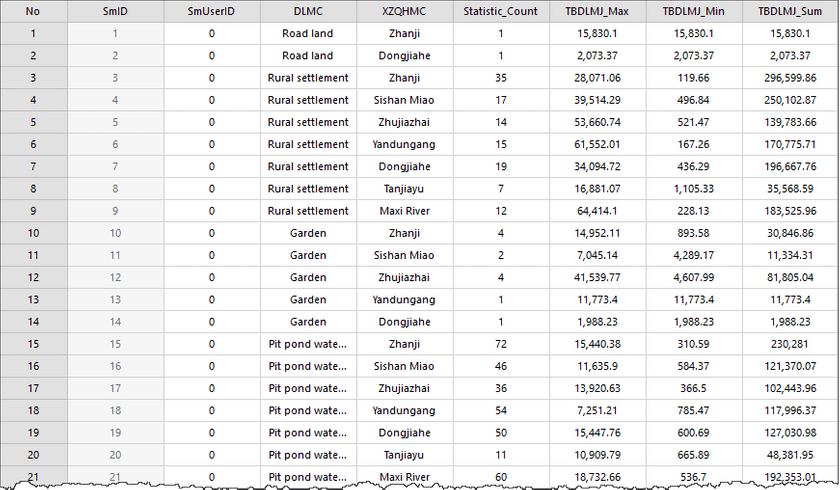 No SmID SmUserID DLMC XZQHMC Statistic_Count TBDLMJ_Max TBDLMJ_Min TBDLMJ_Sum
1 1 0 Road land Zhanji 1 15,830.1 15,830.1 15,830.1
2 2 0 Road land Dongjiahe 1 2,073.37 2,073.37 2,073.37
3 3 0 Rural settlement Zhanji 35 28,071.06 119.66 296,599.86
4 4 0 Rural settlement Sishan Miao 17 39,514.29 496.84 250,102.87
5 5 0 Rural settlement Zhujiazhai 14 53,660.74 521.47 139,783.66
6 6 0 Rural settlement Yandungang 15 61,552.01 167.26 170,775.71
7 7 0 Rural settlement Dongjiahe 19 34,094.72 436.29 196,667.76
8 8 0 Rural settlement Tanjiayu 7 16,881.07 1,105.33 35,568.59
9 9 0 Rural settlement Maxi River 12 64,414.1 228.13 183,525.96
10 10 0 Garden Zhanji 4 14,952.11 893.58 30,846.86
11 11 0 Garden Sishan Miao 2 7,045.14 4,289.17 11,334.31
12 12 0 Garden Zhujiazhai 4 41,539.77 4,607.99 81,805.04
13 13 0 Garden Yandungang 1 11,773.4 11,773.4 11,773.4
14 14 0 Garden Dongjiahe 1 1,988.23 1,988.23 1,988.23
15 15 0 Pit pond wate... Zhanji 72 15,440.38 310.59 230,281
16 16 0 Pit pond wate... Sishan Miao 46 11,635.9 584.37 121,370.07
17 17 0 Pit pond wate... Zhujiazhai 36 13,920.63 366.5 102,443.96
18 18 0 Pit pond wate... Yandungang 54 7,251.21 785.47 117,996.37
19 19 0 Pit pond wate... Dongjiahe 50 15,447.76 600.69 127,030.98
20 20 0 Pit pond wate... Tanjiayu 11 10,909.79 665.89 48,381.95
21 21 0 Pit pond wate... Maxi River 60 18,732.66 536.7 192,353.01